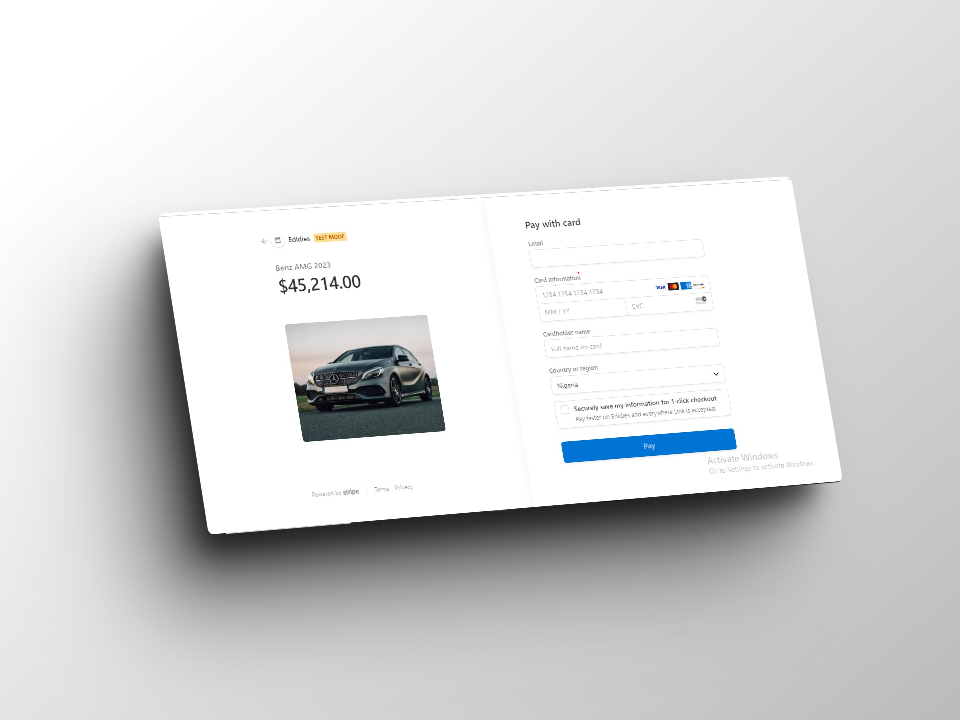 Eddies TEST MODE
Benz AMG 2023
$45,214.00
Powered by stripe
Terms Privacy
Pay with card
Email
Card information
1234 1234 1234 1234
VISA
MM / YY
CVC
Cardholder name
Full name on card
Country or region
Nigeria
Securely save my information for 1-click checkout
Pay faster on Eddies and everywhere Link is accepted.
Pay
Activate Windows
Go to Settings to activate Windows.